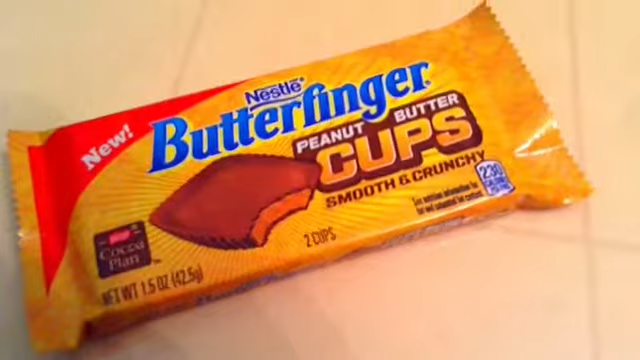 New!
Nestlé®
Butterfinger®
PEANUT BUTTER
CUPS
SMOOTH & CRUNCHY
230
2 CUPS
Cocoa
Plan™
NET WT 1.5 OZ (42.5g)